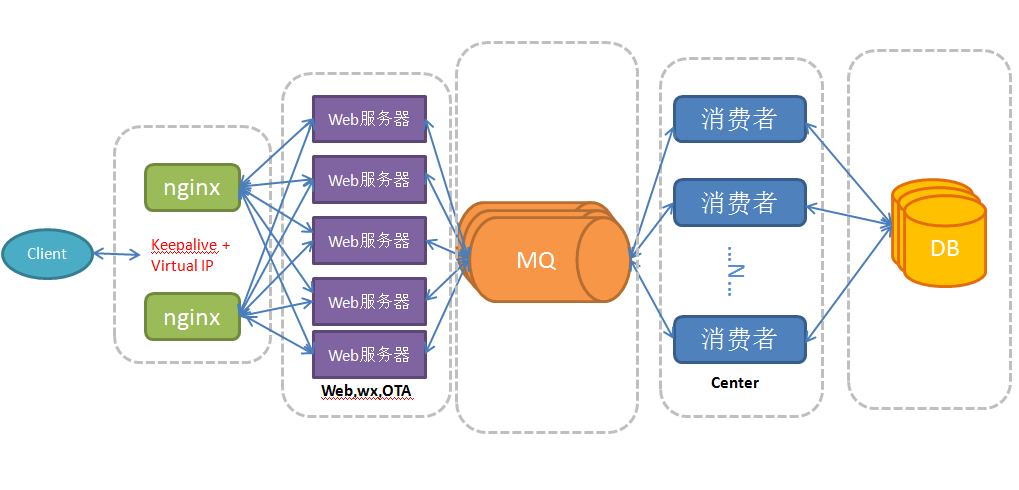 Client
nginx
Keepalive +
Virtual IP
nginx
Web服务器
Web服务器
Web服务器
Web服务器
Web服务器
Web,wx,OTA
MQ
消费者
消费者
...N...
消费者
Center
DB